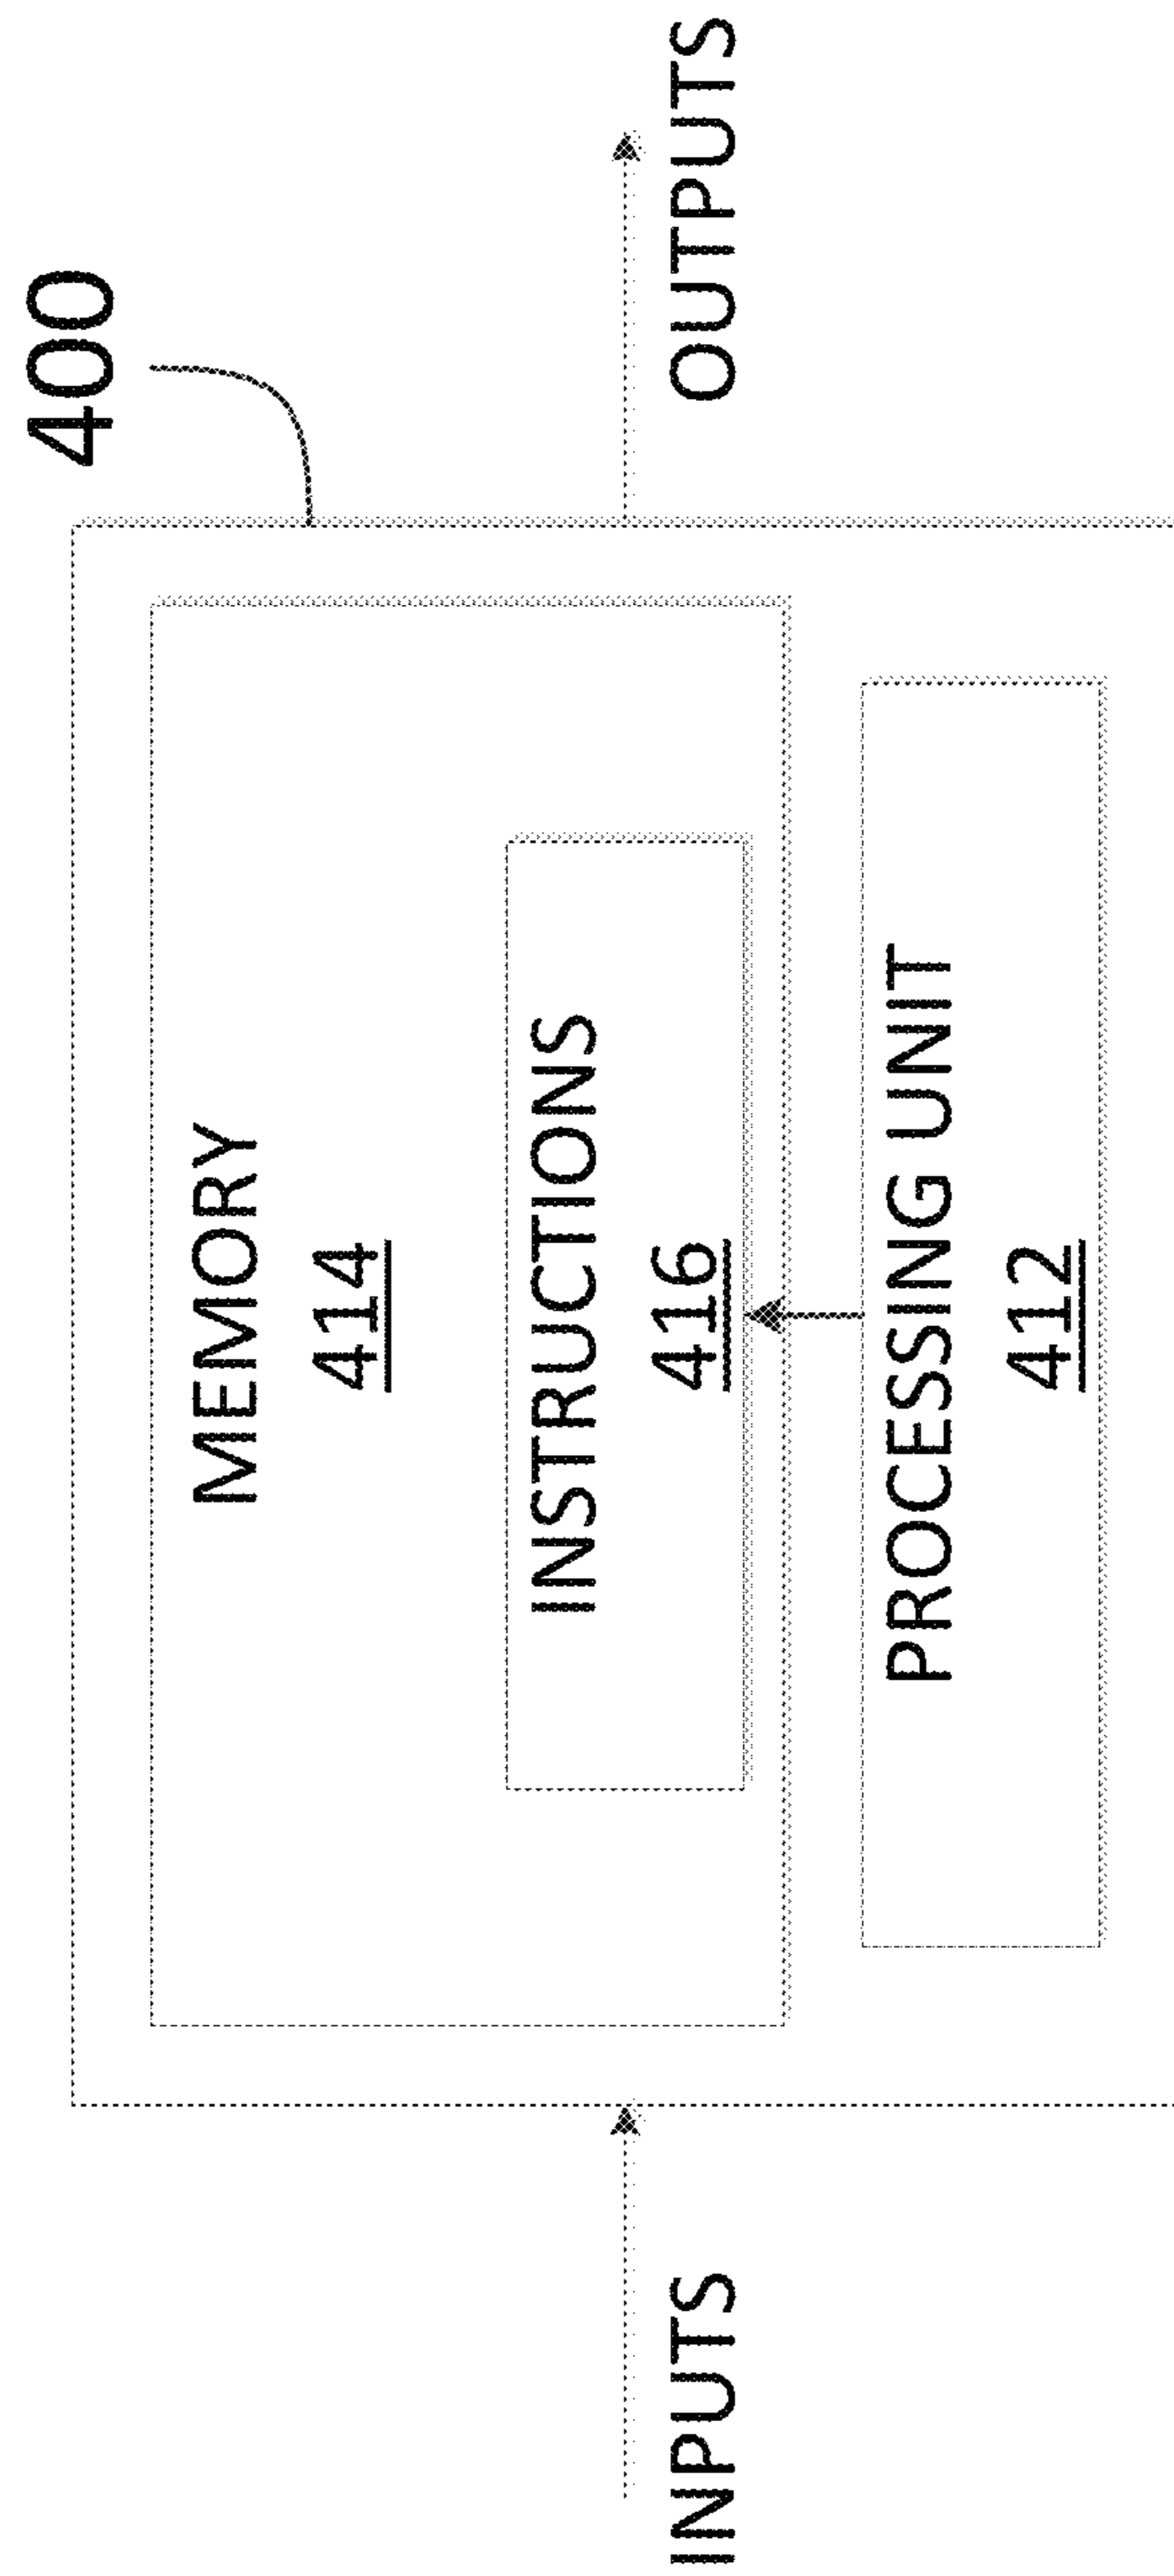 400
MEMORY
414
INSTRUCTIONS
416
INPUTS
OUTPUTS
PROCESSING UNIT
412